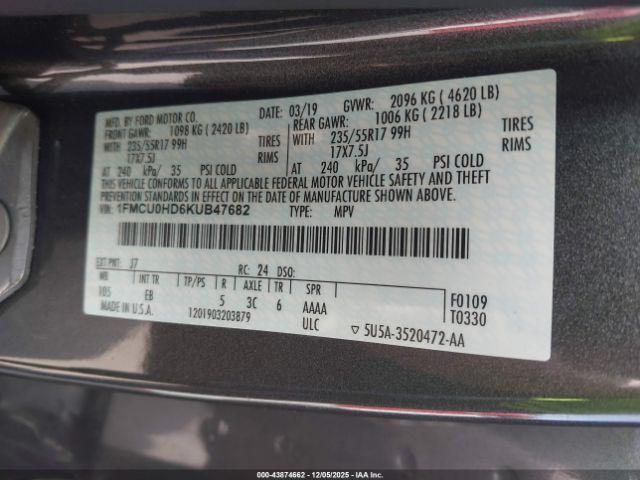 MFD. BY FORD MOTOR CO. DATE: 03/19 GVWR: 2096 KG ( 4620 LB)
FRONT GAWR: 1098 KG ( 2420 LB) REAR GAWR: 1006 KG ( 2218 LB)
WITH 235/55R17 99H TIRES WITH 235/55R17 99H TIRES
17X7.5J RIMS 17X7.5J RIMS
AT 240 kPa/ 35 PSI COLD AT 240 kPa/ 35 PSI COLD
THIS VEHICLE CONFORMS TO ALL APPLICABLE FEDERAL MOTOR VEHICLE SAFETY AND THEFT
PREVENTION STANDARDS IN EFFECT ON THE DATE OF MANUFACTURE SHOWN ABOVE.
VIN: 1FMCU0HD6KUB47682 TYPE: MPV
EXT PNT: J7 RC: 24 DSO:
WB INT TR TP/PS R AXLE TR SPR
105 EB 5 3C 6 AAAA F0109
MADE IN U.S.A. 1201903203879 ULC T0330
▽ 5U5A-3520472-AA
000-43874662 - 12/05/2025 - IAA Inc.